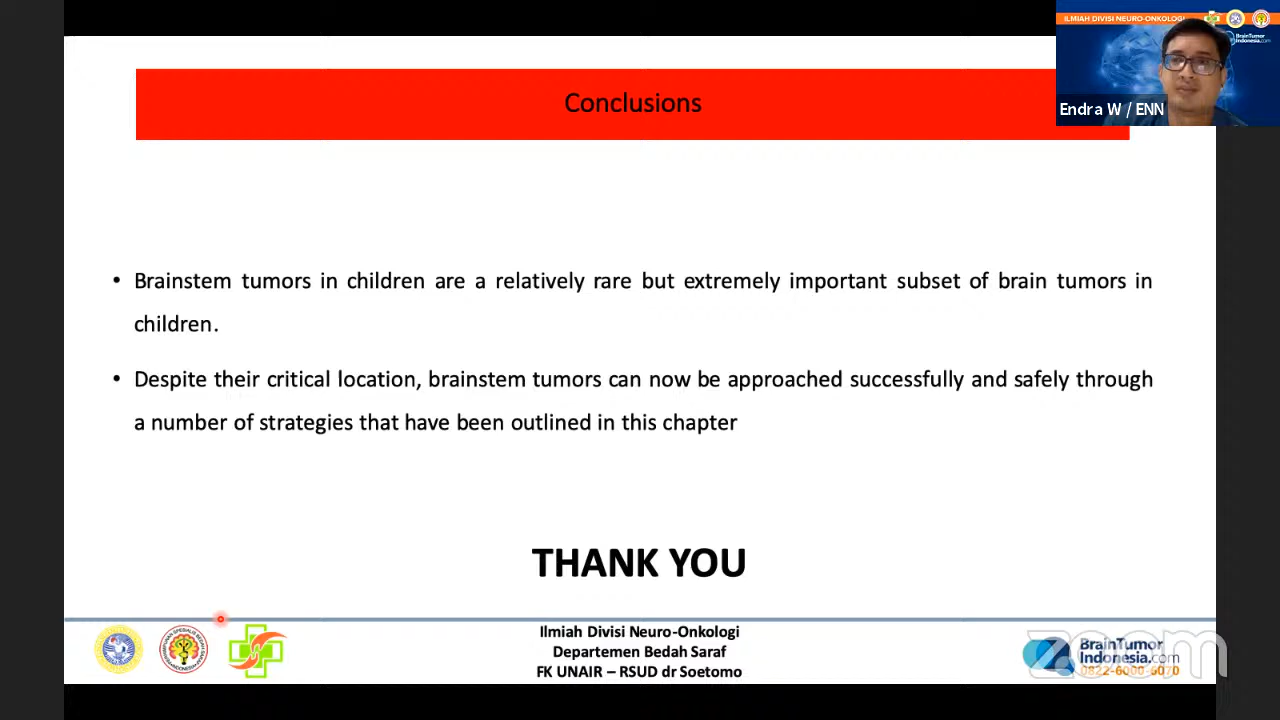 ILMIAH DIVISI NEURO-ONKOLOGI
BrainTumor
Indonesia.com
Endra W / ENN
Conclusions
• Brainstem tumors in children are a relatively rare but extremely important subset of brain tumors in
children.
• Despite their critical location, brainstem tumors can now be approached successfully and safely through
a number of strategies that have been outlined in this chapter
THANK YOU
Ilmiah Divisi Neuro-Onkologi
Departemen Bedah Saraf
FK UNAIR – RSUD dr Soetomo
BrainTumor
Indonesia.com
0822-6000-6070
zoom